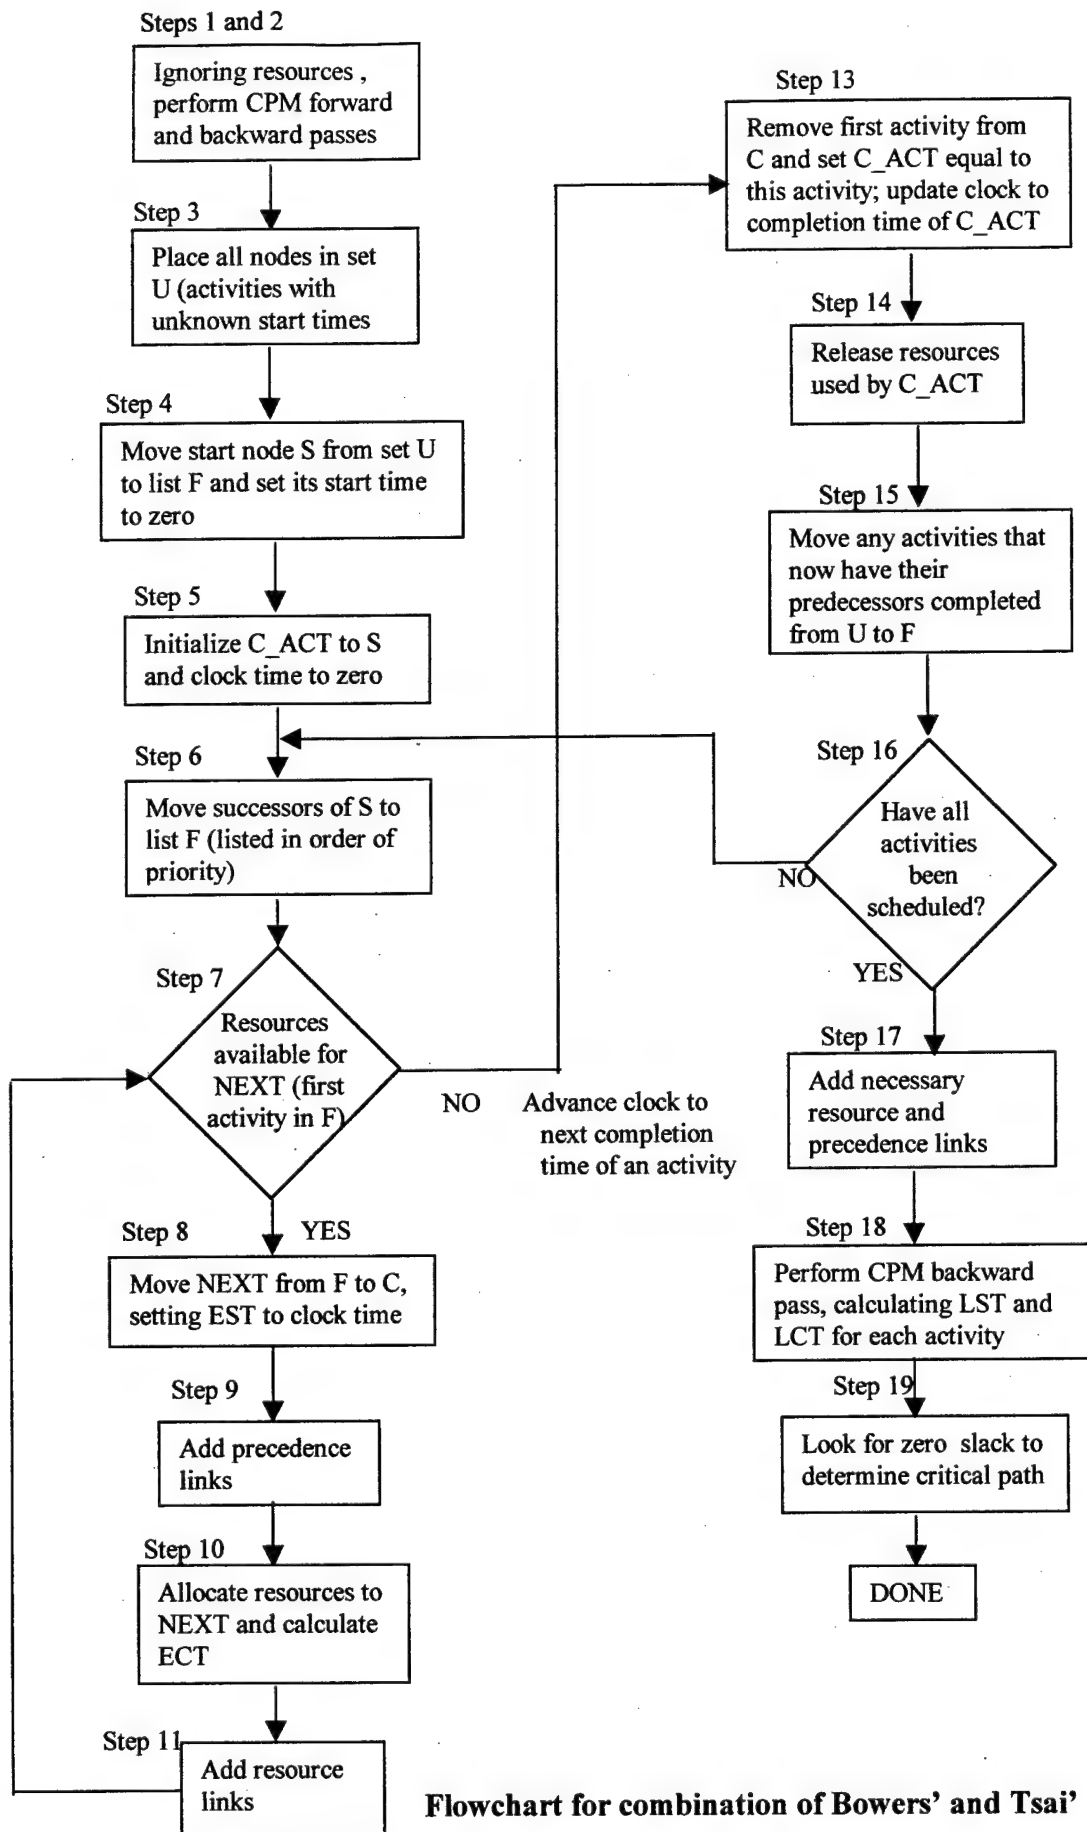 Steps 1 and 2
Ignoring resources ,
perform CPM forward
and backward passes
Step 3
Place all nodes in set
U (activities with
unknown start times
Step 4
Move start node S from set U
to list F and set its start time
to zero
Step 5
Initialize C_ACT to S
and clock time to zero
Step 6
Move successors of S to
list F (listed in order of
priority)
Step 7
Resources
available for
NEXT (first
activity in F)
NO
Advance clock to
next completion
time of an activity
YES
Step 8
Move NEXT from F to C,
setting EST to clock time
Step 9
Add precedence
links
Step 10
Allocate resources to
NEXT and calculate
ECT
Step 11
Add resource
links
Step 13
Remove first activity from
C and set C_ACT equal to
this activity; update clock to
completion time of C_ACT
Step 14
Release resources
used by C_ACT
Step 15
Move any activities that
now have their
predecessors completed
from U to F
Step 16
Have all
activities
been
scheduled?
NO
YES
Step 17
Add necessary
resource and
precedence links
Step 18
Perform CPM backward
pass, calculating LST and
LCT for each activity
Step 19
Look for zero slack to
determine critical path
DONE
Flowchart for combination of Bowers' and Tsai'